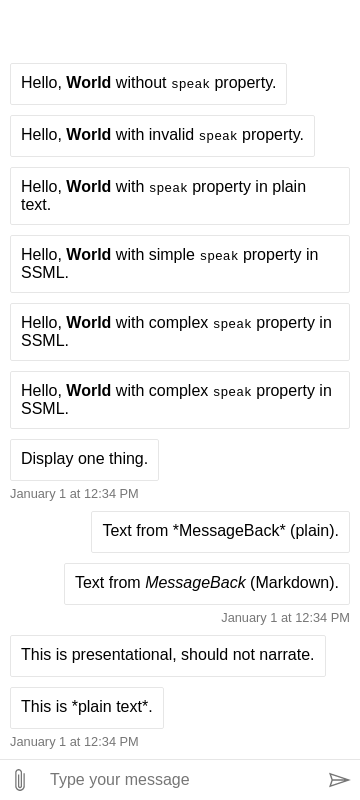 Hello, World without speak property.
Hello, World with invalid speak property.
Hello, World with speak property in plain
text.
Hello, World with simple speak property in
SSML.
Hello, World with complex speak property in
SSML.
Hello, World with complex speak property in
SSML.
Display one thing.
January 1 at 12:34 PM
Text from *MessageBack* (plain).
Text from MessageBack (Markdown).
January 1 at 12:34 PM
This is presentational, should not narrate.
This is *plain text*.
January 1 at 12:34 PM
Type your message